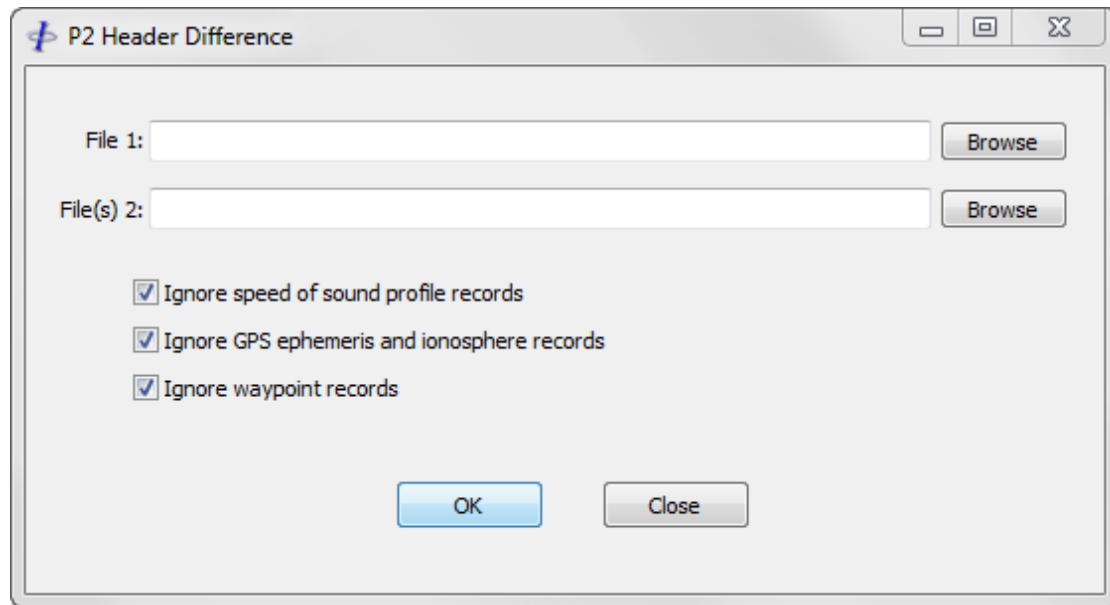 P2 Header Difference
File 1: Browse
File(s) 2: Browse
Ignore speed of sound profile records
Ignore GPS ephemeris and ionosphere records
Ignore waypoint records
OK Close